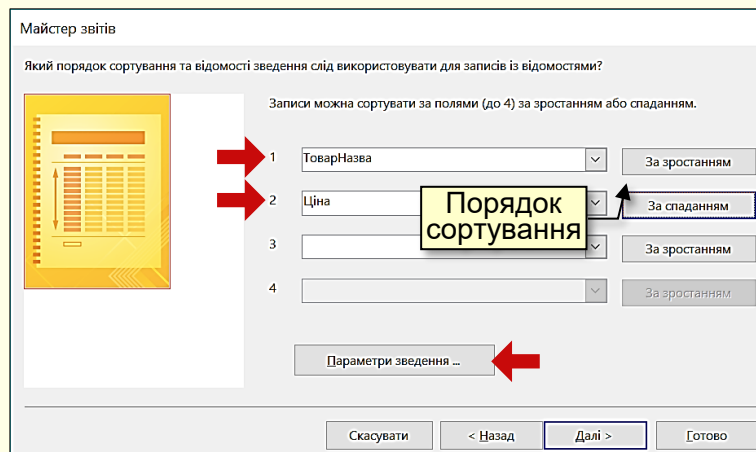 Майстер звітів
Який порядок сортування та відомості зведення слід використовувати для записів із відомостями?
Записи можна сортувати за полями (до 4) за зростанням або спаданням.
1 ТоварНазва За зростанням
2 Ціна За спаданням
Порядок
сортування
3 За зростанням
4 За зростанням
Параметри зведення ...
Скасувати < Назад Далі > Готово